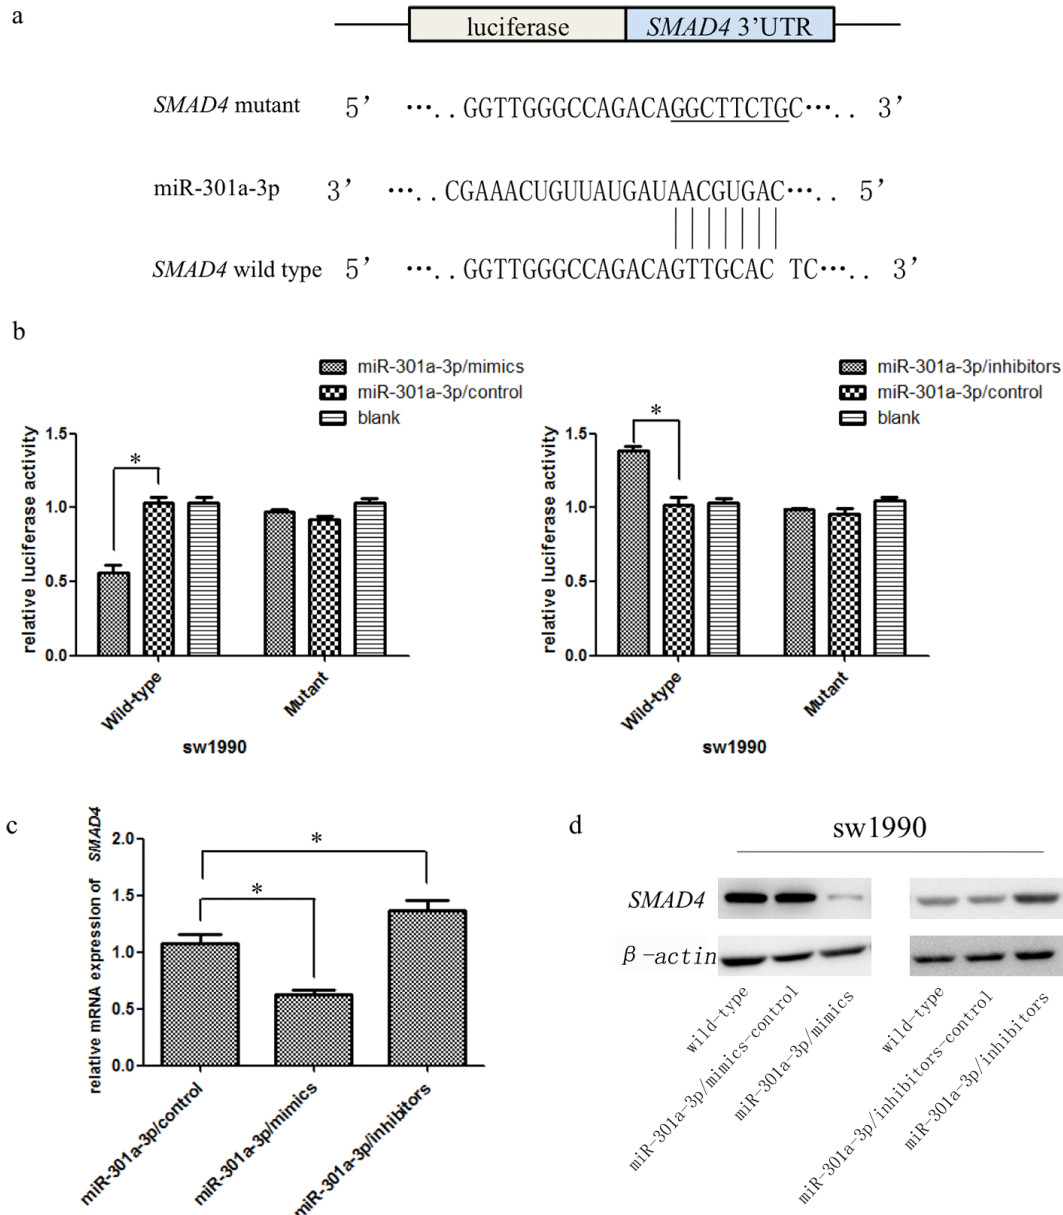 a
luciferase SMAD4 3’UTR
SMAD4 mutant 5’ ···.. GGTTGGGCCAGACAGGCTTCTGC···.. 3’
miR-301a-3p 3’ ···.. CGAAACUGUUAUGAUAACGUGAC···.. 5’
SMAD4 wild type 5’ ···.. GGTTGGGCCAGACAGTTGCAC TC···.. 3’
b
miR-301a-3p/mimics
miR-301a-3p/control
blank
relative luciferase activity
1.5
1.0
0.5
0.0
*
Wild-type
Mutant
sw1990
miR-301a-3p/inhibitors
miR-301a-3p/control
blank
relative luciferase activity
1.5
1.0
0.5
0.0
*
Wild-type
Mutant
sw1990
c
relative mRNA expression of SMAD4
2.0
1.5
1.0
0.5
0.0
*
*
miR-301a-3p/control
miR-301a-3p/mimics
miR-301a-3p/inhibitors
d
sw1990
SMAD4
β-actin
wild-type
miR-301a-3p/mimics-control
miR-301a-3p/mimics
wild-type
miR-301a-3p/inhibitors-control
miR-301a-3p/inhibitors